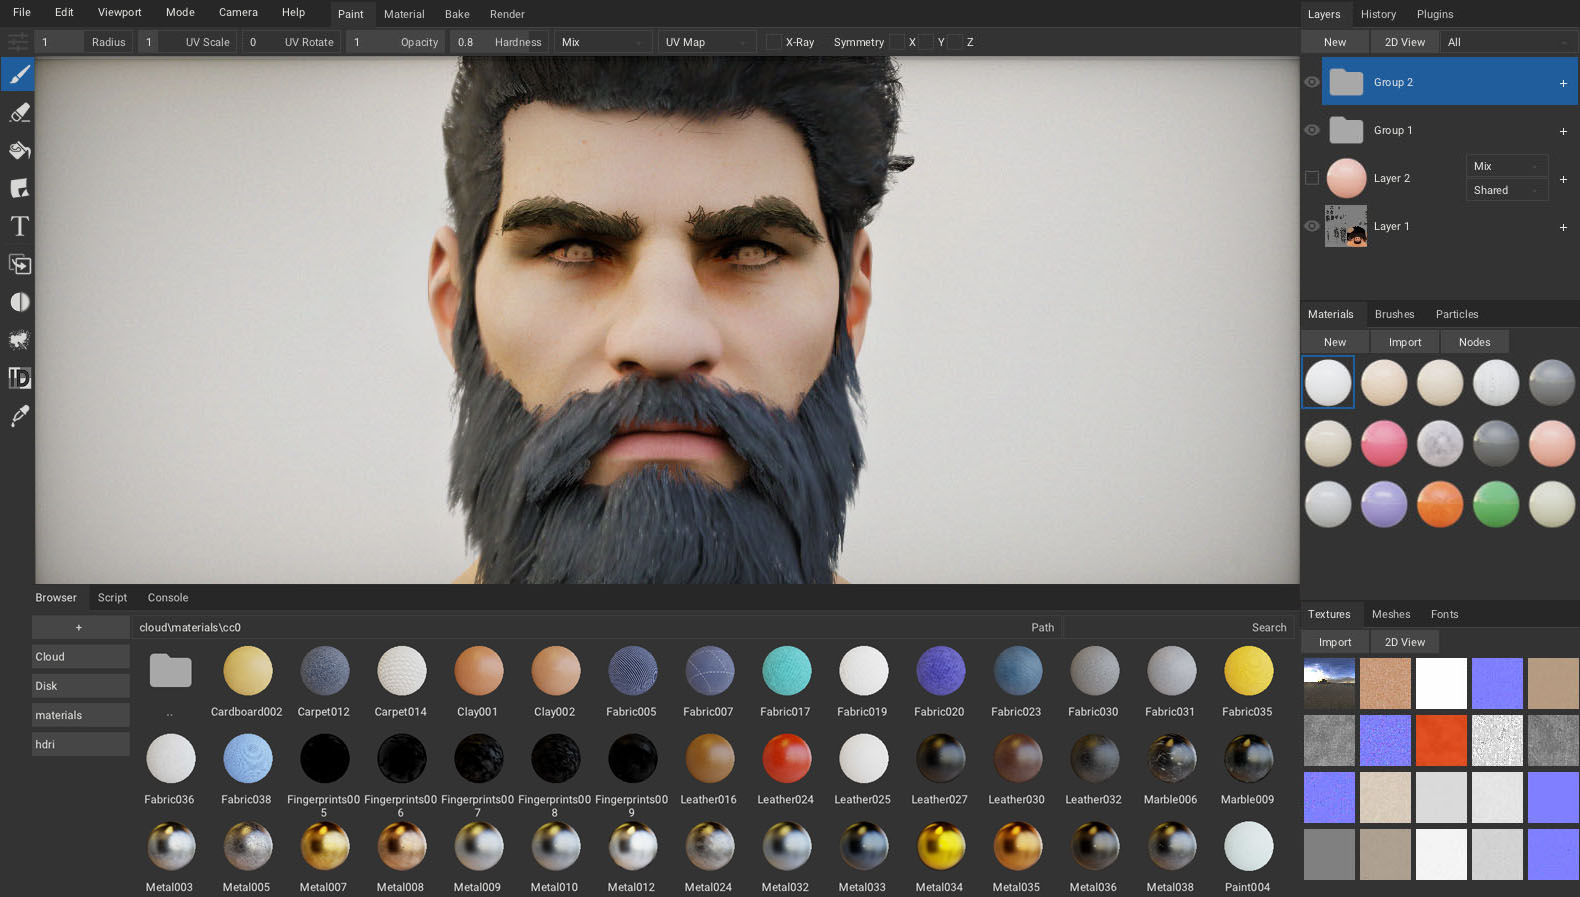 File Edit Viewport Mode Camera Help Paint Material Bake Render
1 Radius 1 UV Scale 0 UV Rotate 1 Opacity 0.8 Hardness Mix UV Map X-Ray Symmetry X Y Z
T
ID
Layers History Plugins
New 2D View All
Group 2 +
Group 1 +
Layer 2 Mix Shared +
Layer 1 +
Materials Brushes Particles
New Import Nodes
Browser Script Console
+ cloud\materials\cc0 Path Search
Cloud
Disk
materials
hdri
.. Cardboard002 Carpet012 Carpet014 Clay001 Clay002 Fabric005 Fabric007 Fabric017 Fabric019 Fabric020 Fabric023 Fabric030 Fabric031 Fabric035
Fabric036 Fabric038 Fingerprints005 Fingerprints006 Fingerprints007 Fingerprints008 Fingerprints009 Leather016 Leather024 Leather025 Leather027 Leather030 Leather032 Marble006 Marble009
Metal003 Metal005 Metal007 Metal008 Metal009 Metal010 Metal012 Metal024 Metal032 Metal033 Metal034 Metal035 Metal036 Metal038 Paint004
Textures Meshes Fonts
Import 2D View